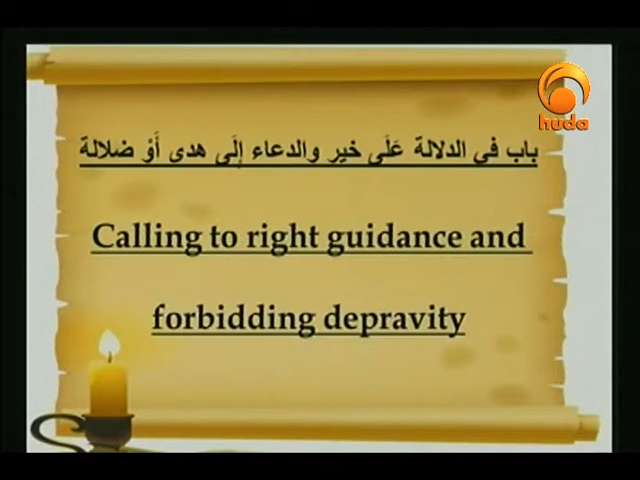 huda
باب في الدلالة عَلَى خير والدعاء إِلَى هدى أَوْ ضلالة
Calling to right guidance and
forbidding depravity